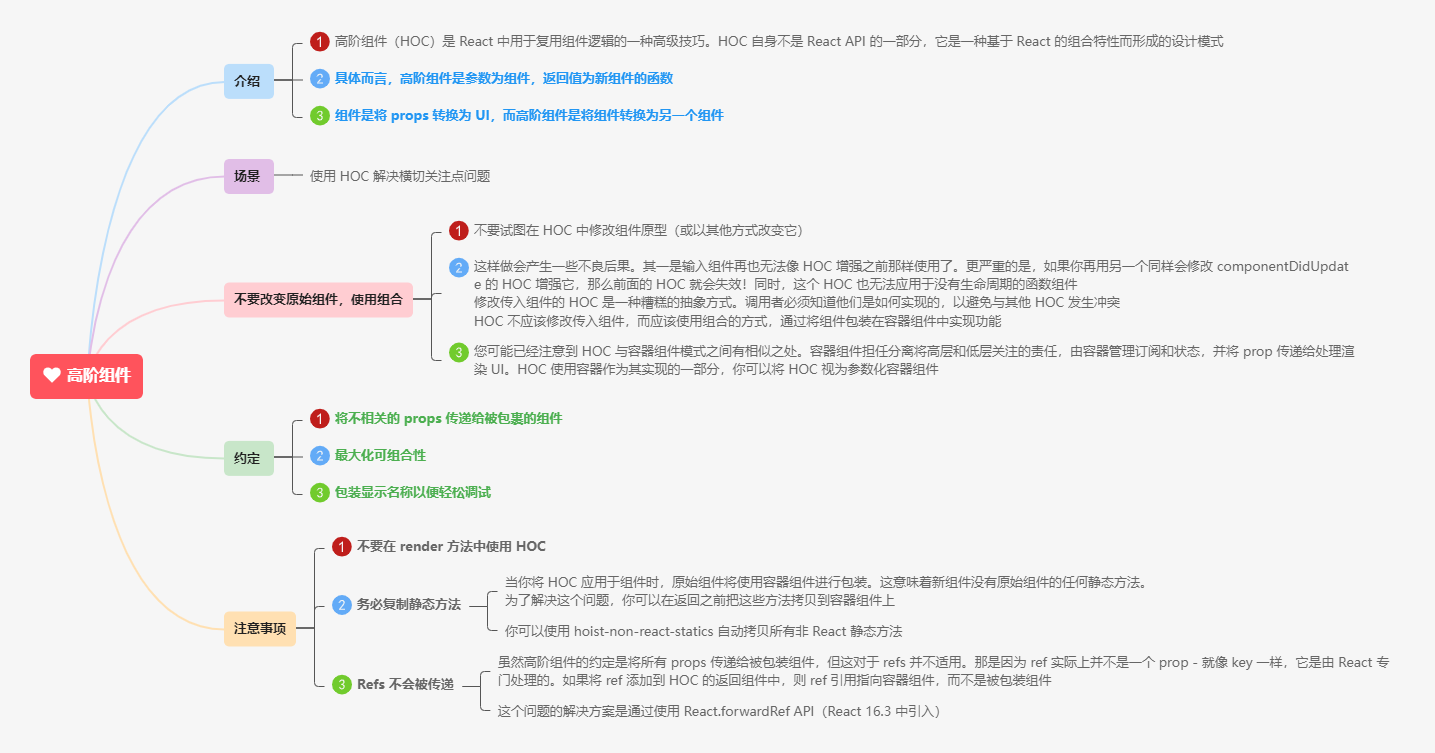 高阶组件
介绍
1 高阶组件（HOC）是 React 中用于复用组件逻辑的一种高级技巧。HOC 自身不是 React API 的一部分，它是一种基于 React 的组合特性而形成的设计模式
2 具体而言，高阶组件是参数为组件，返回值为新组件的函数
3 组件是将 props 转换为 UI，而高阶组件是将组件转换为另一个组件
场景
使用 HOC 解决横切关注点问题
不要改变原始组件，使用组合
1 不要试图在 HOC 中修改组件原型（或以其他方式改变它）
2 这样做会产生一些不良后果。其一是输入组件再也无法像 HOC 增强之前那样使用了。更严重的是，如果你再用另一个同样会修改 componentDidUpdat
e 的 HOC 增强它，那么前面的 HOC 就会失效！同时，这个 HOC 也无法应用于没有生命周期的函数组件
修改传入组件的 HOC 是一种糟糕的抽象方式。调用者必须知道他们是如何实现的，以避免与其他 HOC 发生冲突
HOC 不应该修改传入组件，而应该使用组合的方式，通过将组件包装在容器组件中实现功能
3 您可能已经注意到 HOC 与容器组件模式之间有相似之处。容器组件担任分离将高层和低层关注的责任，由容器管理订阅和状态，并将 prop 传递给处理渲
染 UI。HOC 使用容器作为其实现的一部分，你可以将 HOC 视为参数化容器组件
约定
1 将不相关的 props 传递给被包裹的组件
2 最大化可组合性
3 包装显示名称以便轻松调试
注意事项
1 不要在 render 方法中使用 HOC
2 务必复制静态方法
当你将 HOC 应用于组件时，原始组件将使用容器组件进行包装。这意味着新组件没有原始组件的任何静态方法。
为了解决这个问题，你可以在返回之前把这些方法拷贝到容器组件上
你可以使用 hoist-non-react-statics 自动拷贝所有非 React 静态方法
3 Refs 不会被传递
虽然高阶组件的约定是将所有 props 传递给被包装组件，但这对于 refs 并不适用。那是因为 ref 实际上并不是一个 prop - 就像 key 一样，它是由 React 专
门处理的。如果将 ref 添加到 HOC 的返回组件中，则 ref 引用指向容器组件，而不是被包装组件
这个问题的解决方案是通过使用 React.forwardRef API（React 16.3 中引入）